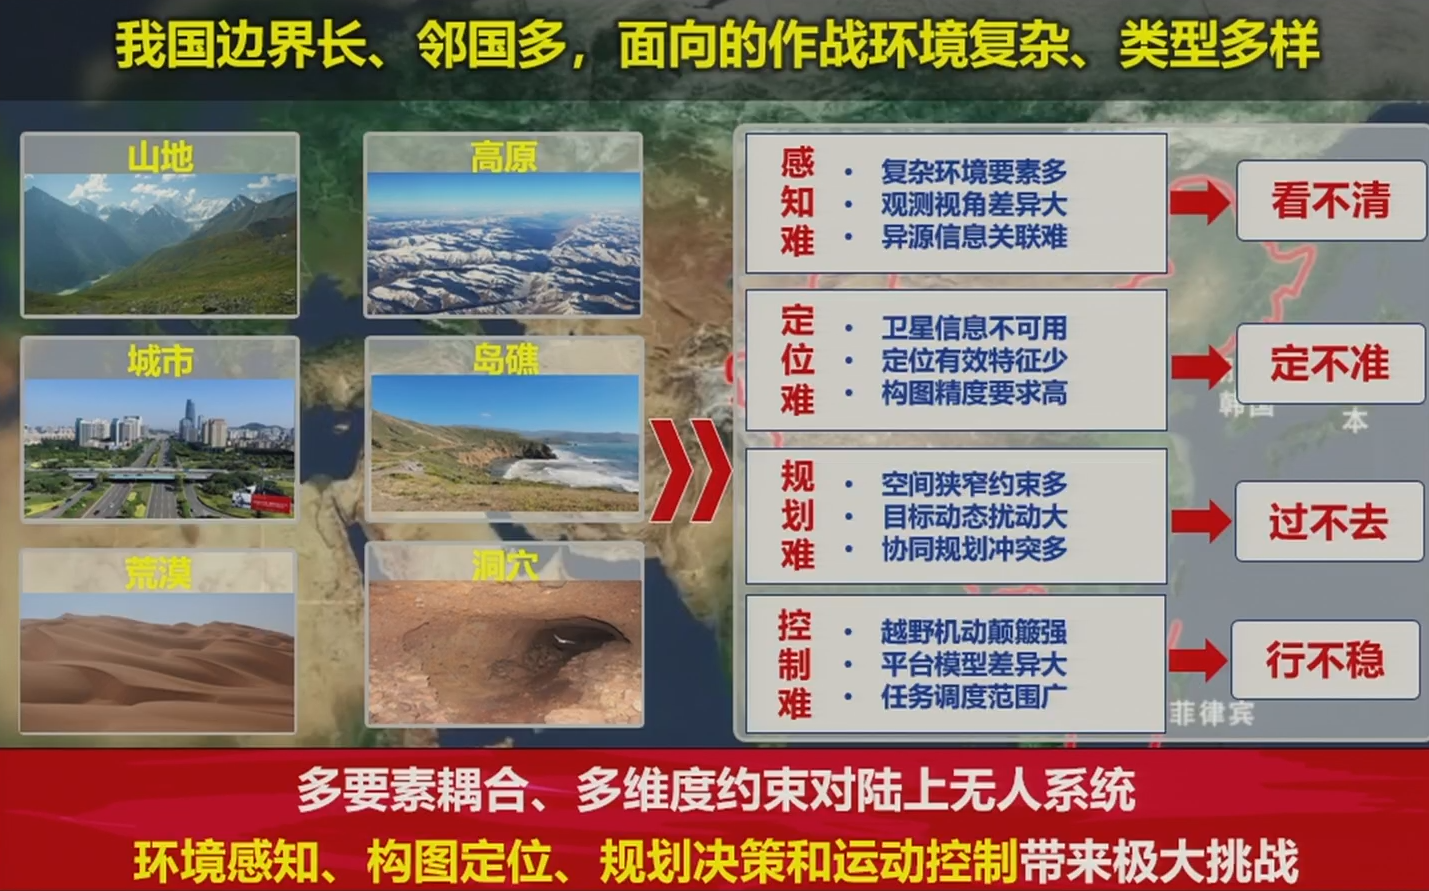 我国边界长、邻国多，面向的作战环境复杂、类型多样
山地
高原
城市
岛礁
荒漠
洞穴
感知难
· 复杂环境要素多
· 观测视角差异大
· 异源信息关联难
看不清
定位难
· 卫星信息不可用
· 定位有效特征少
· 构图精度要求高
定不准
韩国
本
规划难
· 空间狭窄约束多
· 目标动态扰动大
· 协同规划冲突多
过不去
控制难
· 越野机动颠簸强
· 平台模型差异大
· 任务调度范围广
行不稳
菲律宾
多要素耦合、多维度约束对陆上无人系统
环境感知、构图定位、规划决策和运动控制带来极大挑战